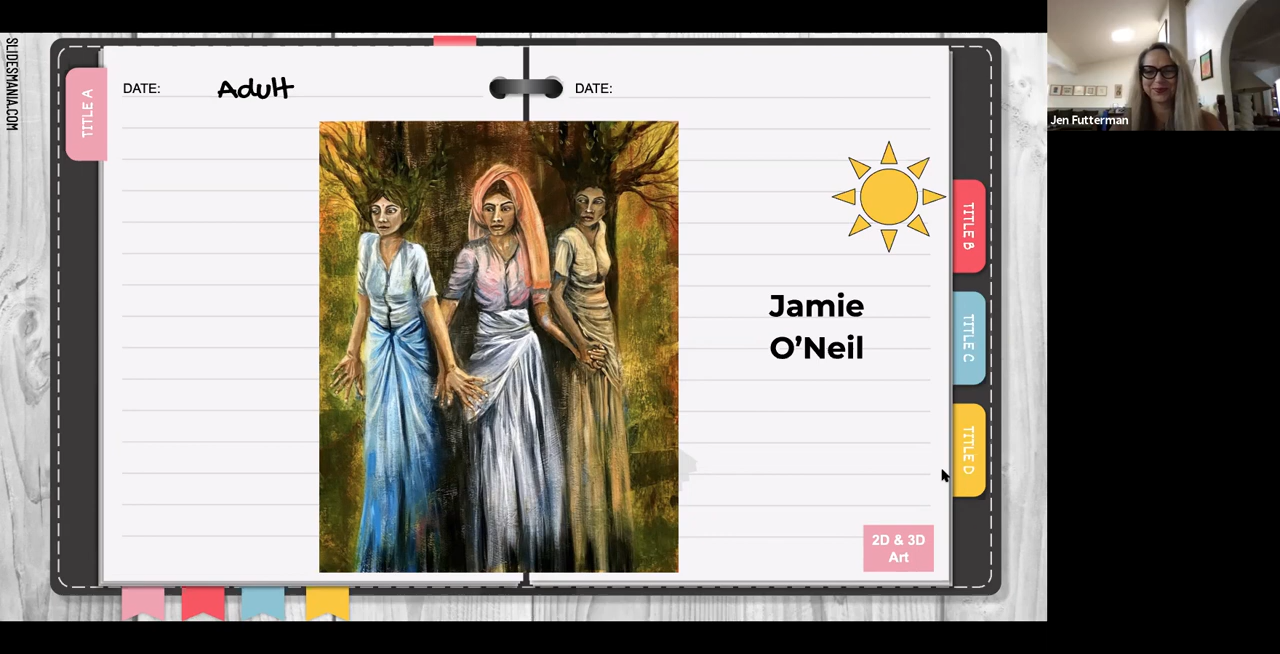 SLIDESMANIA.COM
TITLE A
DATE:
Adult
DATE:
TITLE B
Jamie
O’Neil
TITLE C
TITLE D
2D & 3D
Art
Jen Futterman